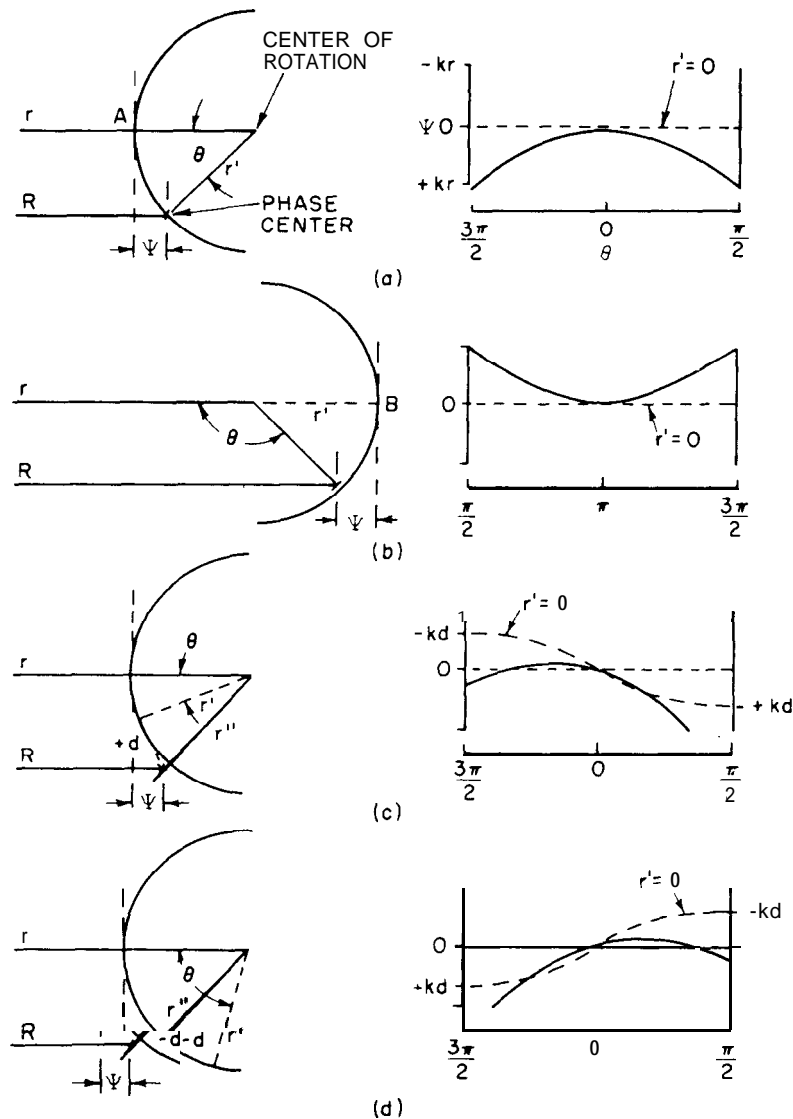 CENTER OF
ROTATION
r
A
θ
r'
R
PHASE
CENTER
Ψ
- kr
r' = 0
Ψ 0
+ kr
3π/2
0
π/2
θ
(a)
r
r'
B
θ
R
Ψ
0
r' = 0
π/2
π
3π/2
(b)
r
θ
r'
r"
+d
R
Ψ
r' = 0
-kd
0
+ kd
3π/2
0
π/2
(c)
r
θ
r"
r'
R
-d-d
Ψ
r' = 0
-kd
0
+kd
3π/2
0
π/2
(d)